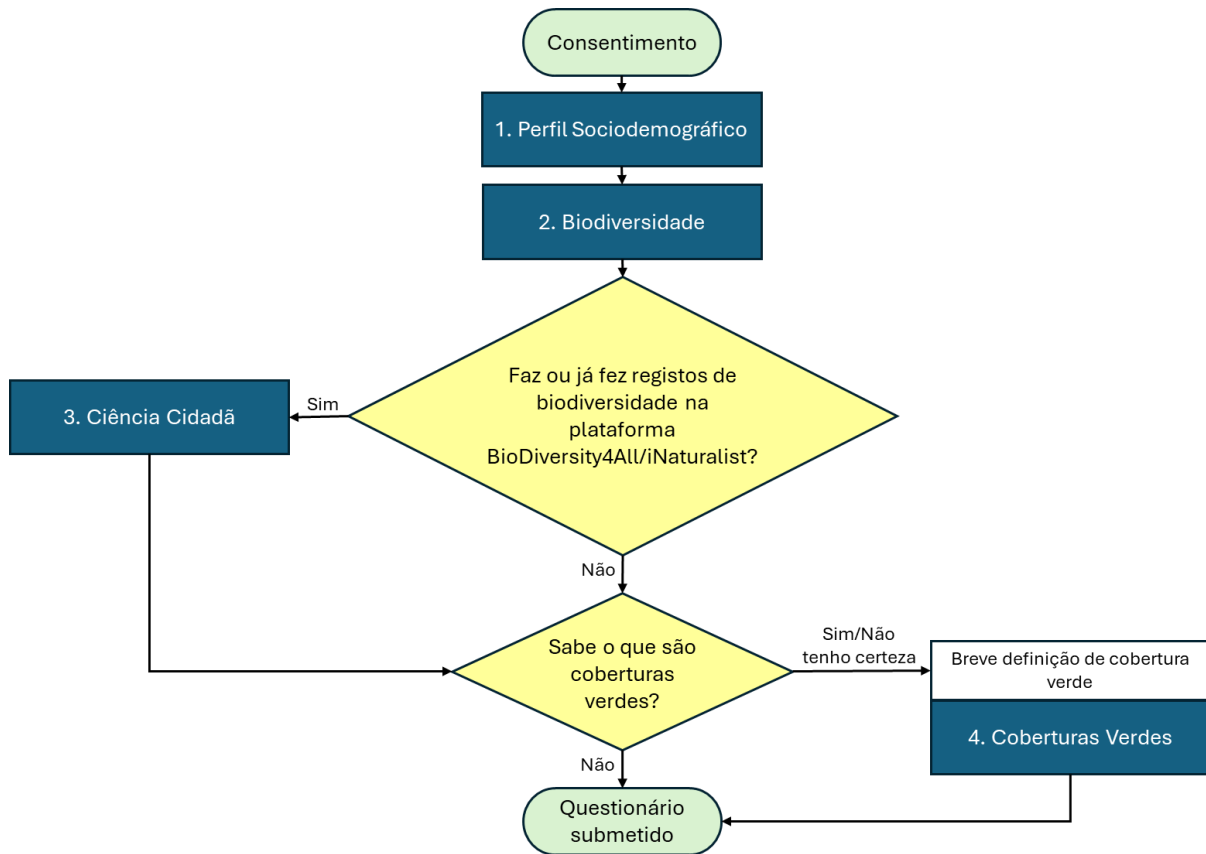 Consentimento
1. Perfil Sociodemográfico
2. Biodiversidade
Faz ou já fez registos de
biodiversidade na
plataforma
BioDiversity4All/iNaturalist?
Sim
3. Ciência Cidadã
Não
Sabe o que são
coberturas
verdes?
Sim/Não
tenho certeza
Breve definição de cobertura
verde
4. Coberturas Verdes
Não
Questionário
submetido